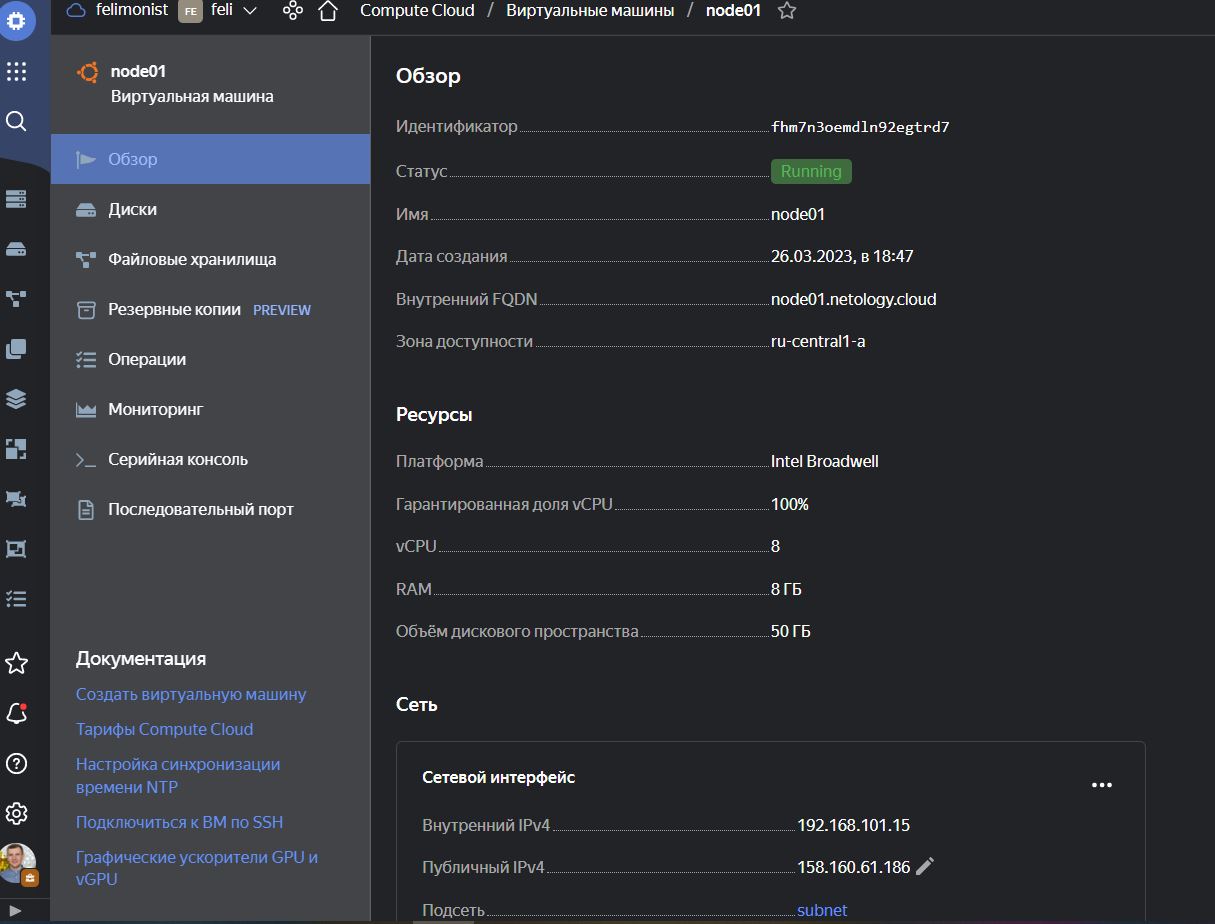 felimonist FE feli Compute Cloud / Виртуальные машины / node01
node01
Виртуальная машина
Обзор
Диски
Файловые хранилища
Резервные копии PREVIEW
Операции
Мониторинг
Серийная консоль
Последовательный порт
Документация
Создать виртуальную машину
Тарифы Compute Cloud
Настройка синхронизации
времени NTP
Подключиться к ВМ по SSH
Графические ускорители GPU и
vGPU
Обзор
Идентификатор fhm7n3oemdln92egtrd7
Статус Running
Имя node01
Дата создания 26.03.2023, в 18:47
Внутренний FQDN node01.netology.cloud
Зона доступности ru-central1-a
Ресурсы
Платформа Intel Broadwell
Гарантированная доля vCPU 100%
vCPU 8
RAM 8 ГБ
Объём дискового пространства 50 ГБ
Сеть
Сетевой интерфейс
Внутренний IPv4 192.168.101.15
Публичный IPv4 158.160.61.186
Подсеть subnet